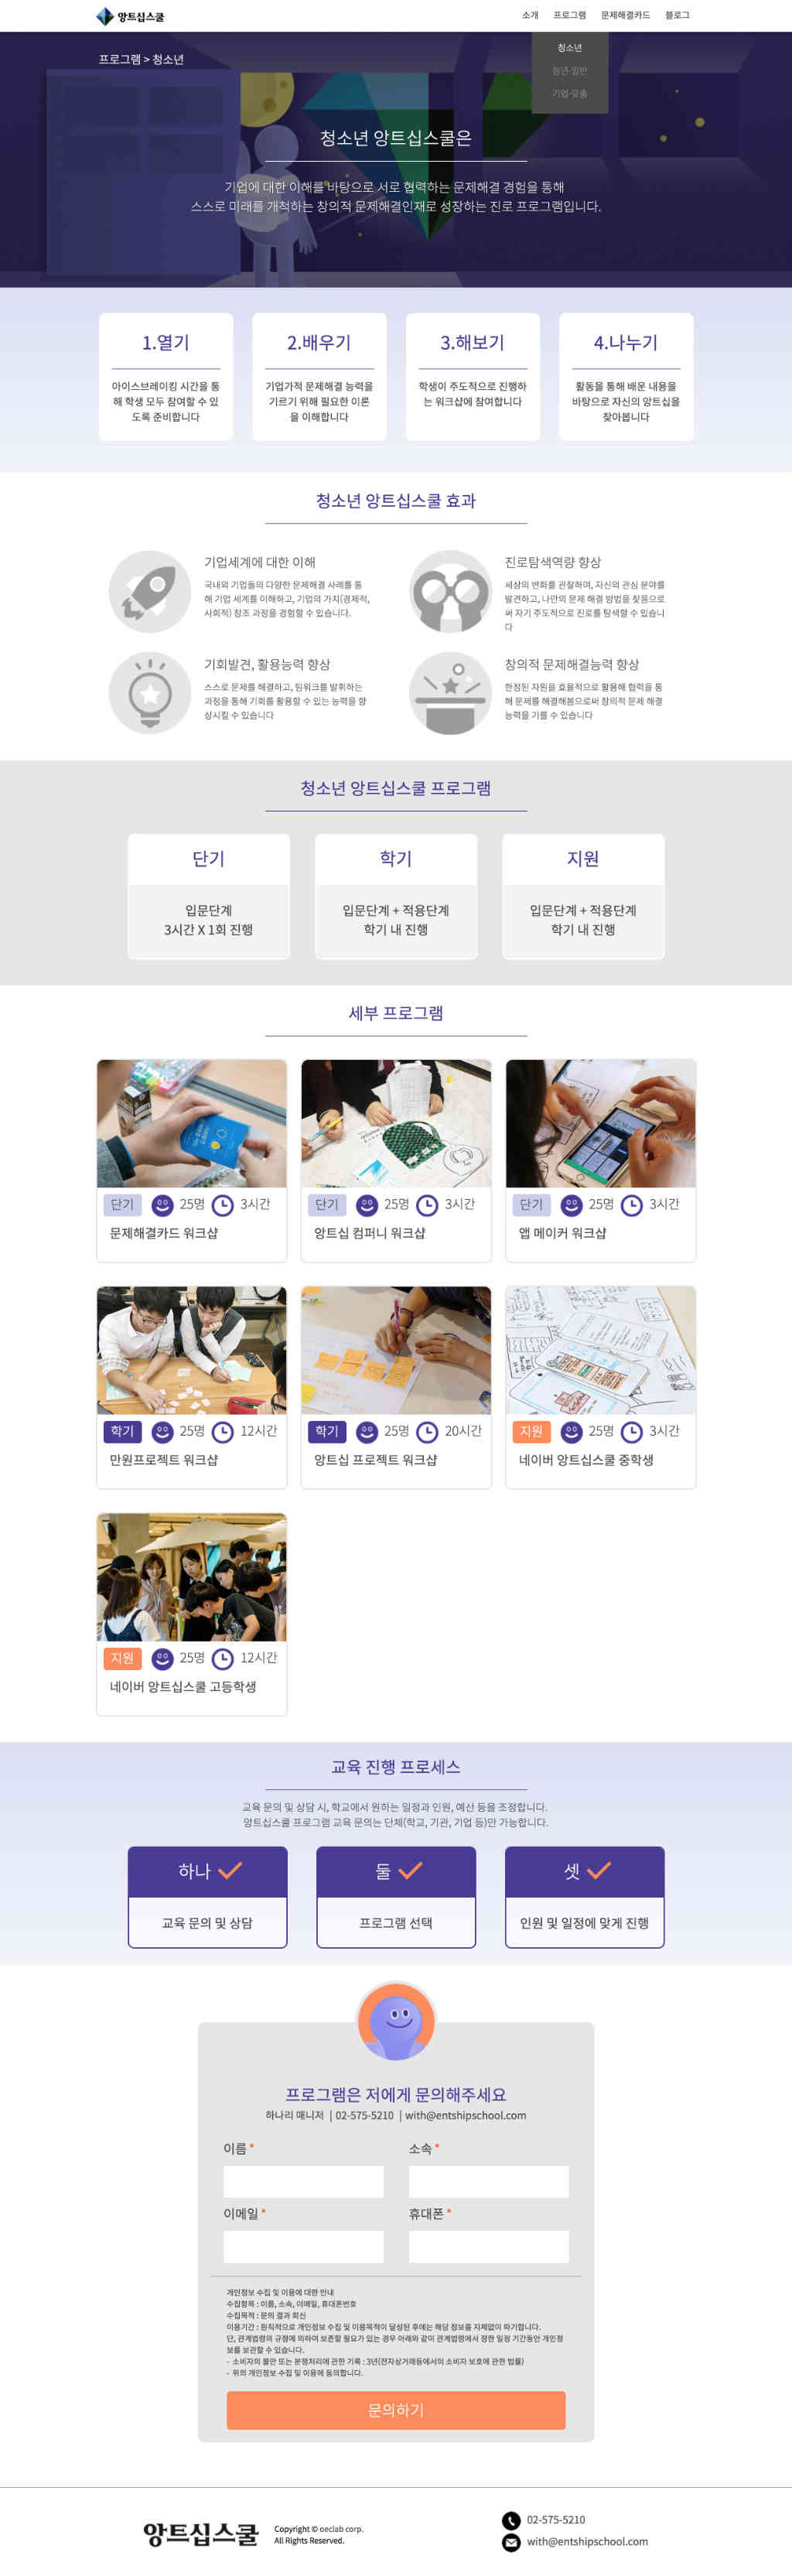 앙트십스쿨
소개 프로그램 문제해결카드 블로그
청소년
청년·일반
기업·맞춤
프로그램 > 청소년
청소년 앙트십스쿨은
기업에 대한 이해를 바탕으로 서로 협력하는 문제해결 경험을 통해
스스로 미래를 개척하는 창의적 문제해결인재로 성장하는 진로 프로그램입니다.
1.열기
아이스브레이킹 시간을 통
해 학생 모두 참여할 수 있
도록 준비합니다
2.배우기
기업가적 문제해결 능력을
기르기 위해 필요한 이론
을 이해합니다
3.해보기
학생이 주도적으로 진행하
는 워크샵에 참여합니다
4.나누기
활동을 통해 배운 내용을
바탕으로 자신의 앙트십을
찾아봅니다
청소년 앙트십스쿨 효과
기업세계에 대한 이해
국내외 기업들의 다양한 문제해결 사례를 통
해 기업 세계를 이해하고, 기업의 가치(경제적,
사회적) 창조 과정을 경험할 수 있습니다.
진로탐색역량 향상
세상의 변화를 관찰하며, 자신의 관심 분야를
발견하고, 나만의 문제 해결 방법을 찾음으로
써 자기 주도적으로 진로를 탐색할 수 있습니
다
기회발견, 활용능력 향상
스스로 문제를 해결하고, 팀워크를 발휘하는
과정을 통해 기회를 활용할 수 있는 능력을 향
상시킬 수 있습니다
창의적 문제해결능력 향상
한정된 자원을 효율적으로 활용해 협력을 통
해 문제를 해결해봄으로써 창의적 문제 해결
능력을 기를 수 있습니다
청소년 앙트십스쿨 프로그램
단기
입문단계
3시간 X 1회 진행
학기
입문단계 + 적용단계
학기 내 진행
지원
입문단계 + 적용단계
학기 내 진행
세부 프로그램
단기 25명 3시간
문제해결카드 워크샵
단기 25명 3시간
앙트십 컴퍼니 워크샵
단기 25명 3시간
앱 메이커 워크샵
학기 25명 12시간
만원프로젝트 워크샵
학기 25명 20시간
앙트십 프로젝트 워크샵
지원 25명 3시간
네이버 앙트십스쿨 중학생
지원 25명 12시간
네이버 앙트십스쿨 고등학생
교육 진행 프로세스
교육 문의 및 상담 시, 학교에서 원하는 일정과 인원, 예산 등을 조정합니다.
앙트십스쿨 프로그램 교육 문의는 단체(학교, 기관, 기업 등)만 가능합니다.
하나
교육 문의 및 상담
둘
프로그램 선택
셋
인원 및 일정에 맞게 진행
프로그램은 저에게 문의해주세요
하나리 매니저 | 02-575-5210 | with@entshipschool.com
이름 *
소속 *
이메일 *
휴대폰 *
개인정보 수집 및 이용에 대한 안내
수집항목 : 이름, 소속, 이메일, 휴대폰번호
수집목적 : 문의 결과 회신
이용기간 : 원칙적으로 개인정보 수집 및 이용목적이 달성된 후에는 해당 정보를 지체없이 파기합니다.
단, 관계법령의 규정에 의하여 보존할 필요가 있는 경우 아래와 같이 관계법령에서 정한 일정 기간동안 개인정
보를 보관할 수 있습니다.
- 소비자의 불만 또는 분쟁처리에 관한 기록 : 3년(전자상거래등에서의 소비자 보호에 관한 법률)
- 위의 개인정보 수집 및 이용에 동의합니다.
문의하기
앙트십스쿨
Copyright © oeclab corp.
All Rights Reserved.
02-575-5210
with@entshipschool.com